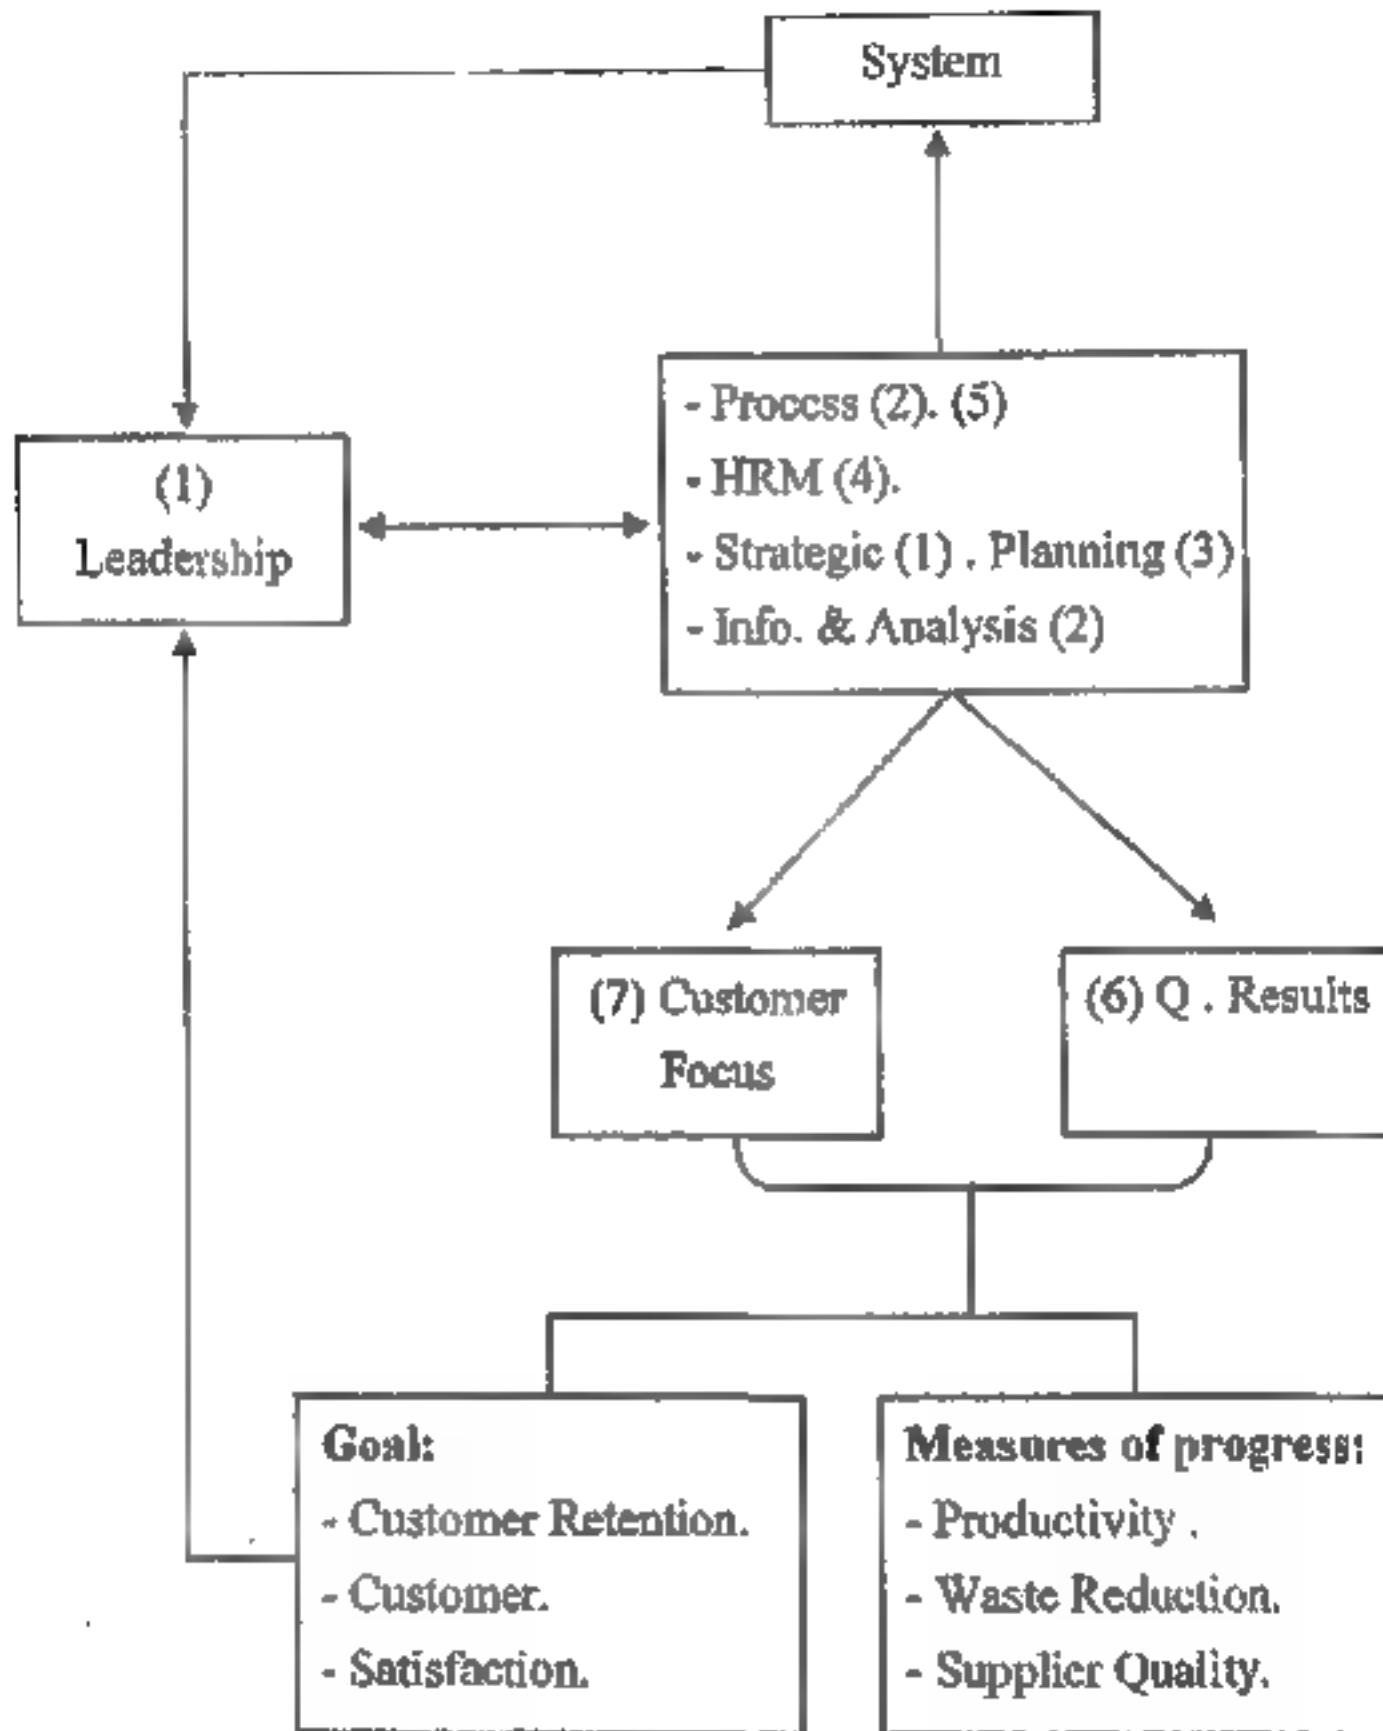 System
- Process (2). (5)
- HRM (4).
- Strategic (1) . Planning (3)
- Info. & Analysis (2)
(1)
Leadership
(7) Customer
Focus
(6) Q . Results
Goal:
- Customer Retention.
- Customer.
- Satisfaction.
Measures of progress:
- Productivity .
- Waste Reduction.
- Supplier Quality.